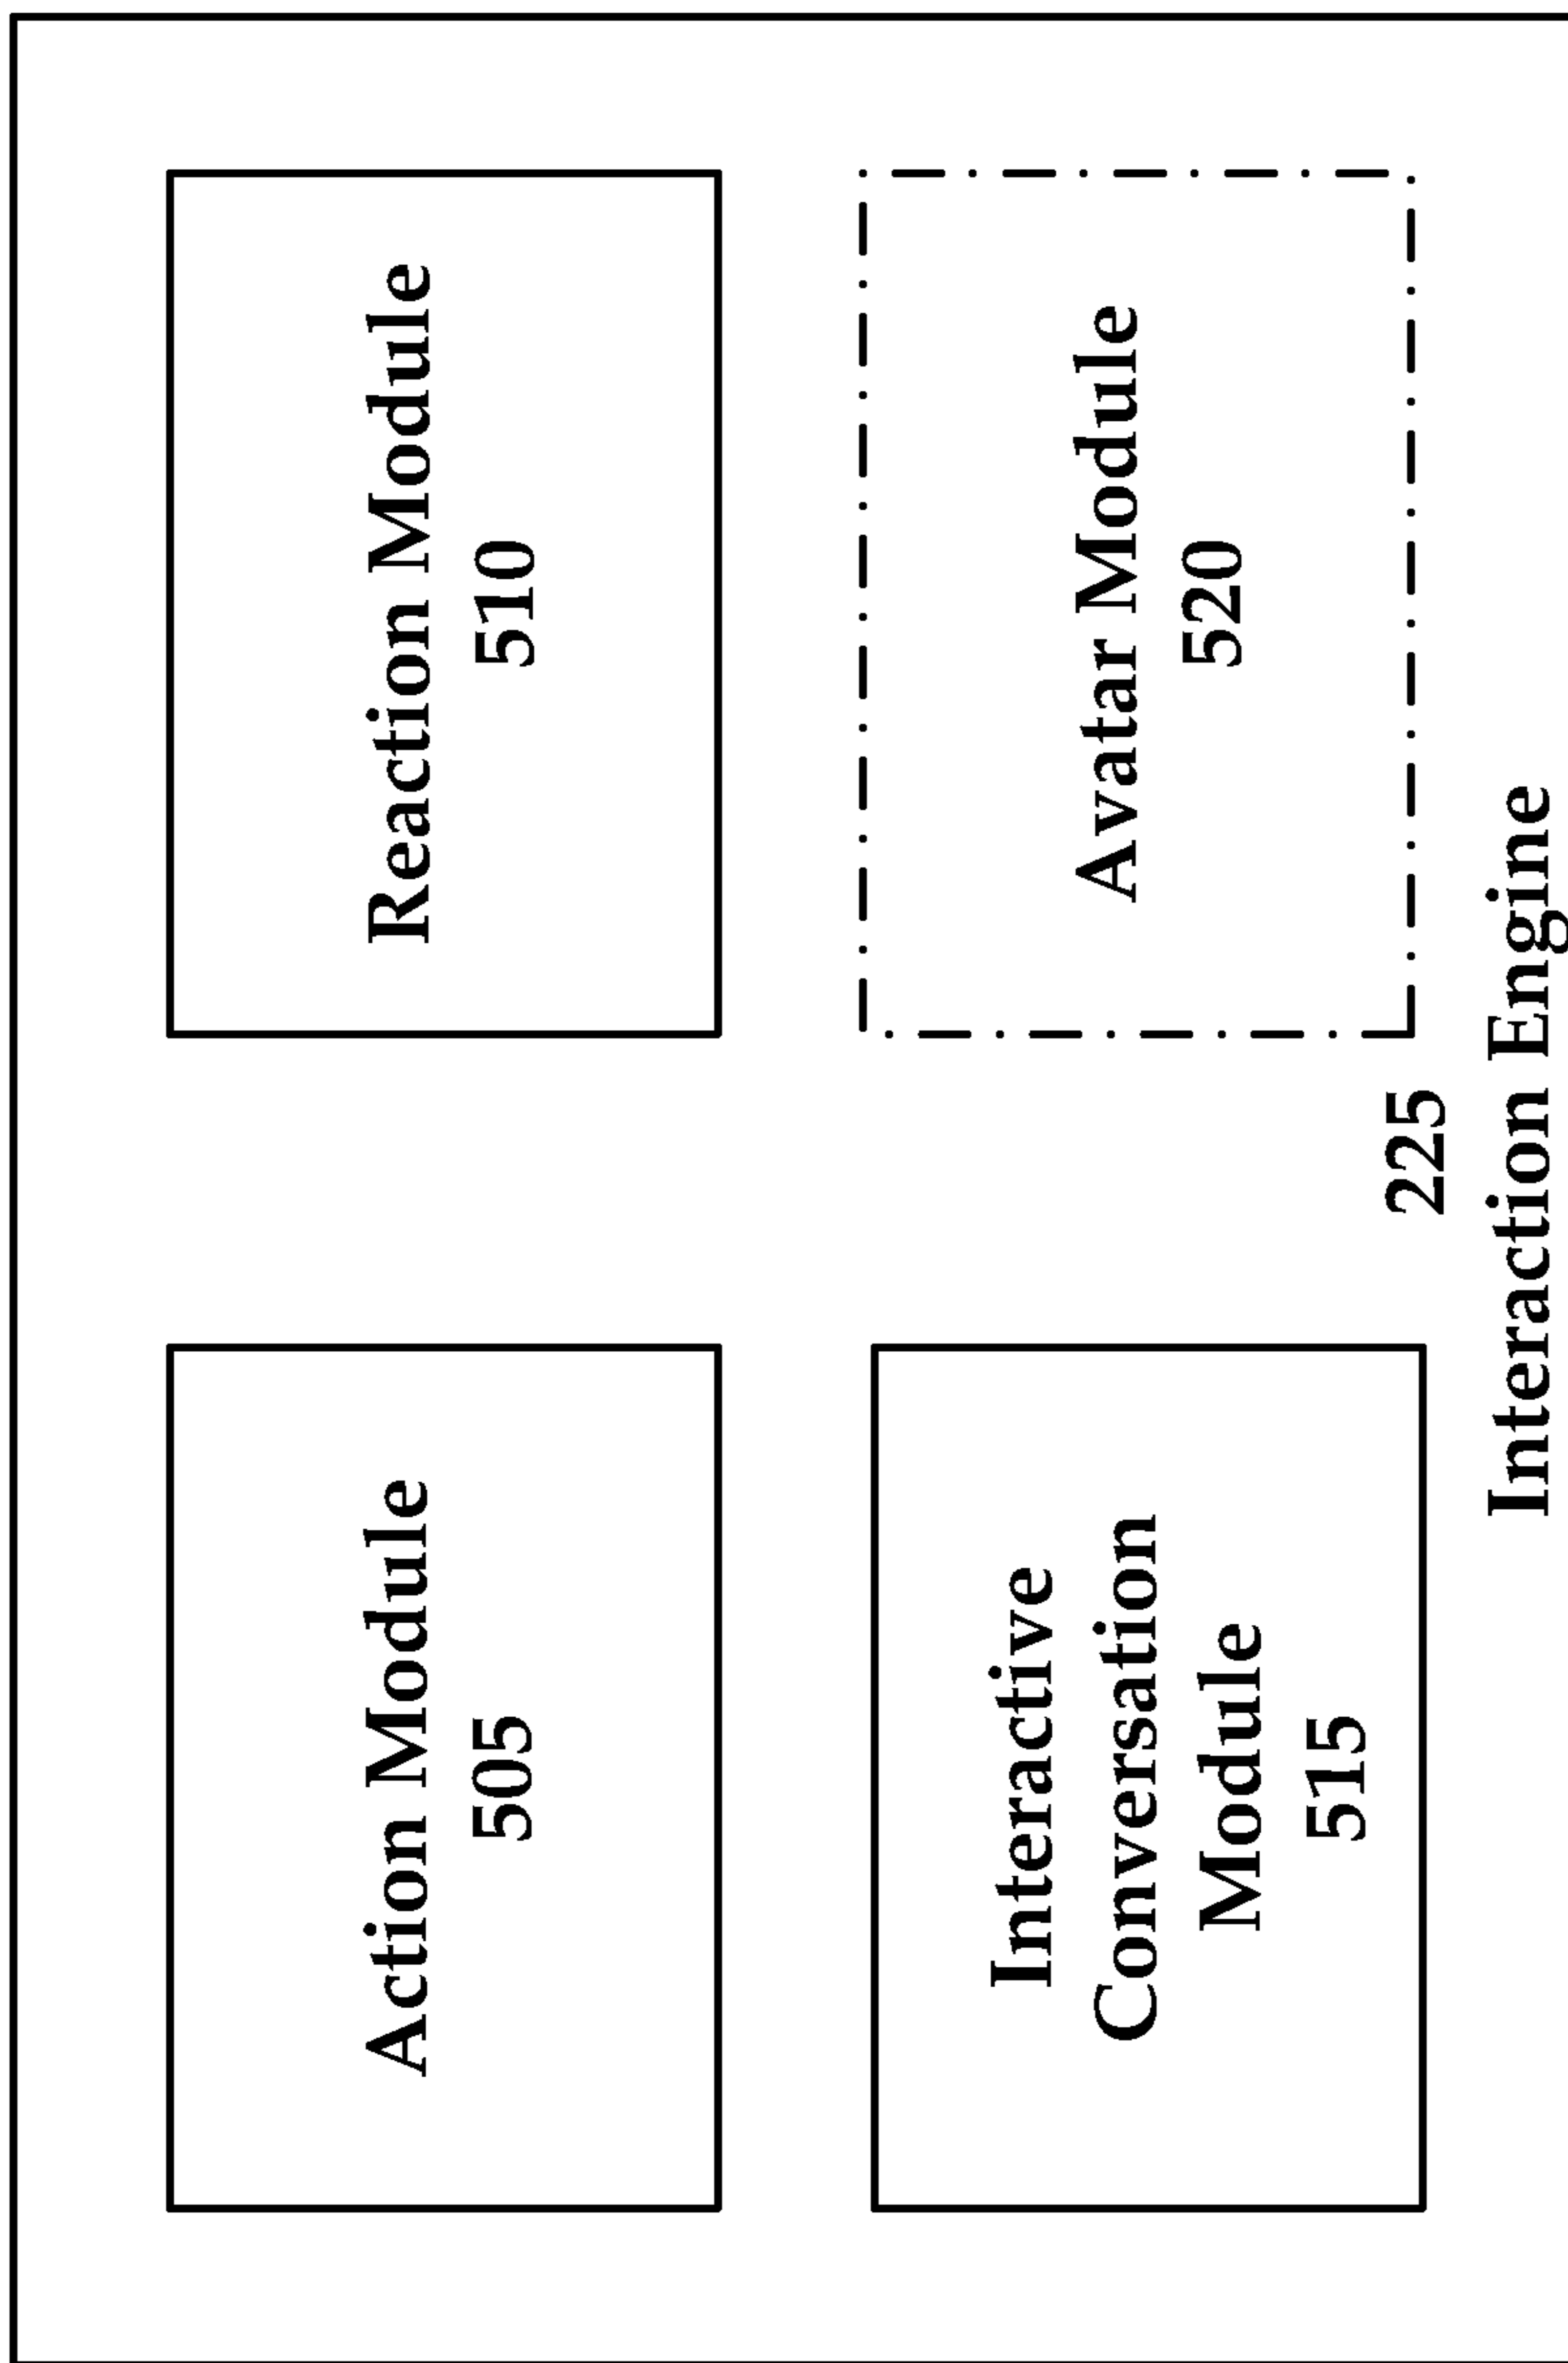 Action Module
505
Reaction Module
510
Interactive
Conversation
Module
515
Avatar Module
520
225
Interaction Engine